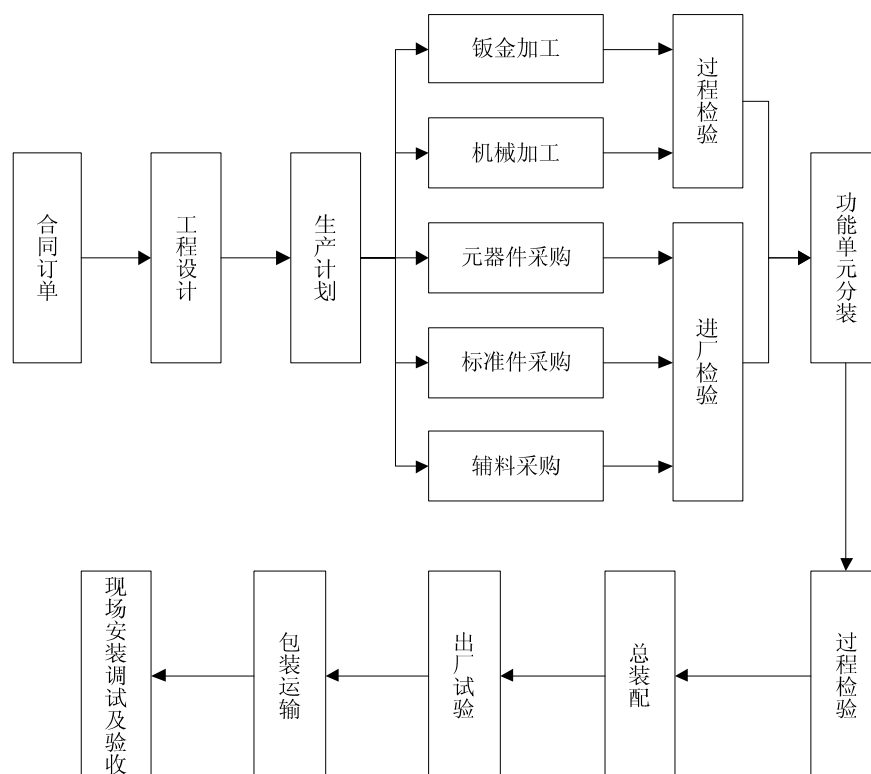 合同订单
工程设计
生产计划
钣金加工
机械加工
元器件采购
标准件采购
辅料采购
过程检验
进厂检验
功能单元分装
过程检验
总装配
出厂试验
包装运输
现场安装调试及验收